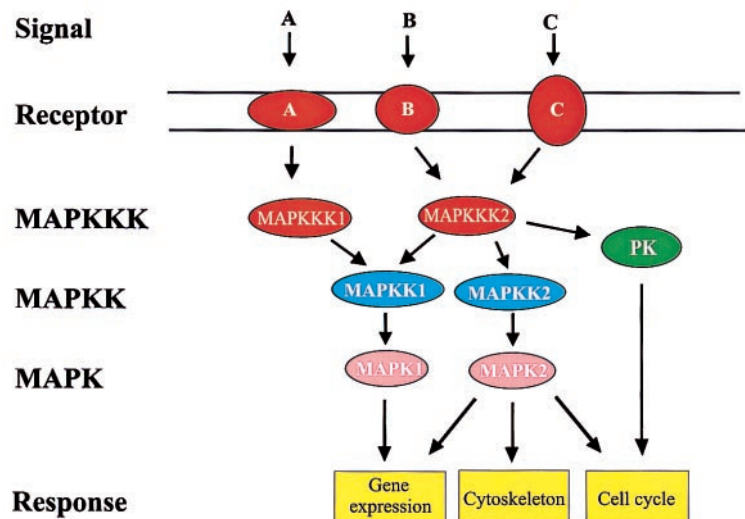 Signal
A
B
C
Receptor
A
B
C
MAPKKK
MAPKKK1
MAPKKK2
PK
MAPKK
MAPKK1
MAPKK2
MAPK
MAPK1
MAPK2
Response
Gene
expression
Cytoskeleton
Cell cycle